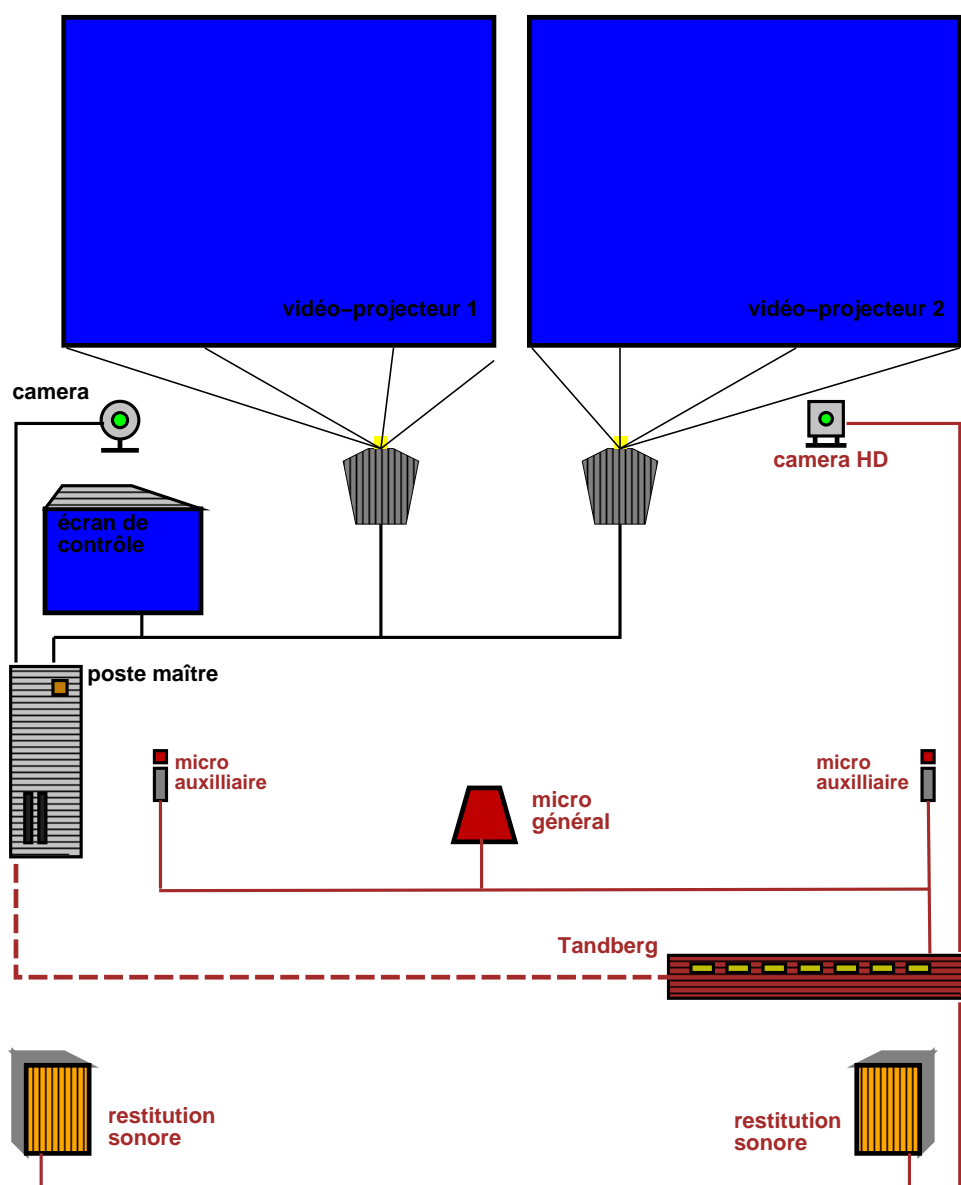 vidéo–projecteur 1
vidéo–projecteur 2
camera
camera HD
écran de
contrôle
poste maître
micro
auxilliaire
micro
général
micro
auxilliaire
Tandberg
restitution
sonore
restitution
sonore